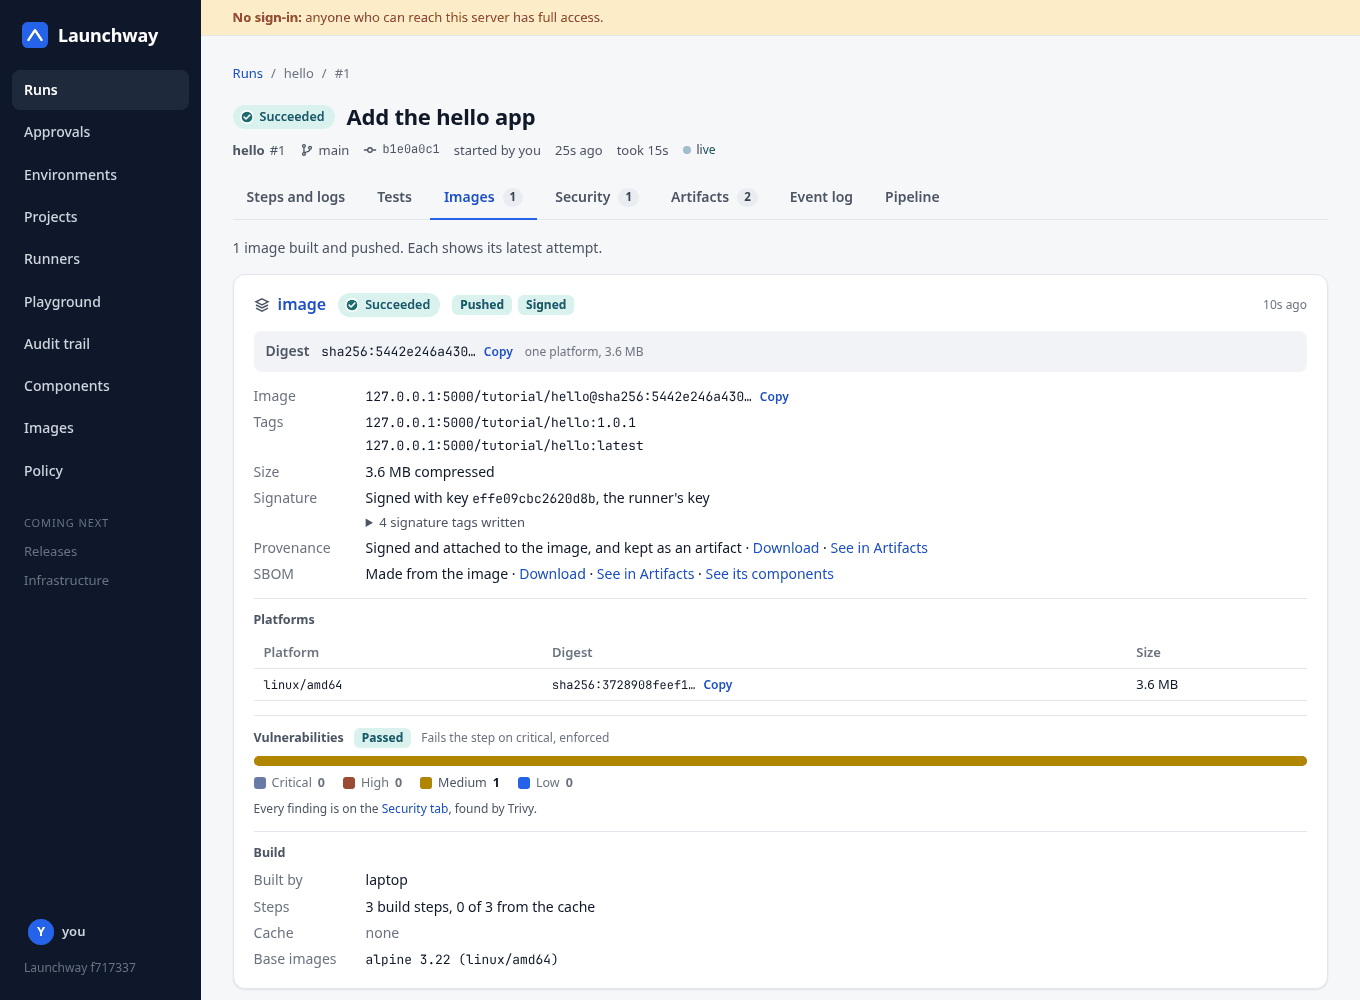 Launchway
Runs
Approvals
Environments
Projects
Runners
Playground
Audit trail
Components
Images
Policy
COMING NEXT
Releases
Infrastructure
Y you
Launchway f717337
No sign-in: anyone who can reach this server has full access.
Runs / hello / #1
Succeeded Add the hello app
hello #1 main b1e0a0c1 started by you 25s ago took 15s live
Steps and logs Tests Images 1 Security 1 Artifacts 2 Event log Pipeline
1 image built and pushed. Each shows its latest attempt.
image Succeeded Pushed Signed 10s ago
Digest sha256:5442e246a430… Copy one platform, 3.6 MB
Image 127.0.0.1:5000/tutorial/hello@sha256:5442e246a430… Copy
Tags 127.0.0.1:5000/tutorial/hello:1.0.1
127.0.0.1:5000/tutorial/hello:latest
Size 3.6 MB compressed
Signature Signed with key effe09cbc2620d8b, the runner's key
4 signature tags written
Provenance Signed and attached to the image, and kept as an artifact · Download · See in Artifacts
SBOM Made from the image · Download · See in Artifacts · See its components
Platforms
Platform Digest Size
linux/amd64 sha256:3728908feef1… Copy 3.6 MB
Vulnerabilities Passed Fails the step on critical, enforced
Critical 0 High 0 Medium 1 Low 0
Every finding is on the Security tab, found by Trivy.
Build
Built by laptop
Steps 3 build steps, 0 of 3 from the cache
Cache none
Base images alpine 3.22 (linux/amd64)